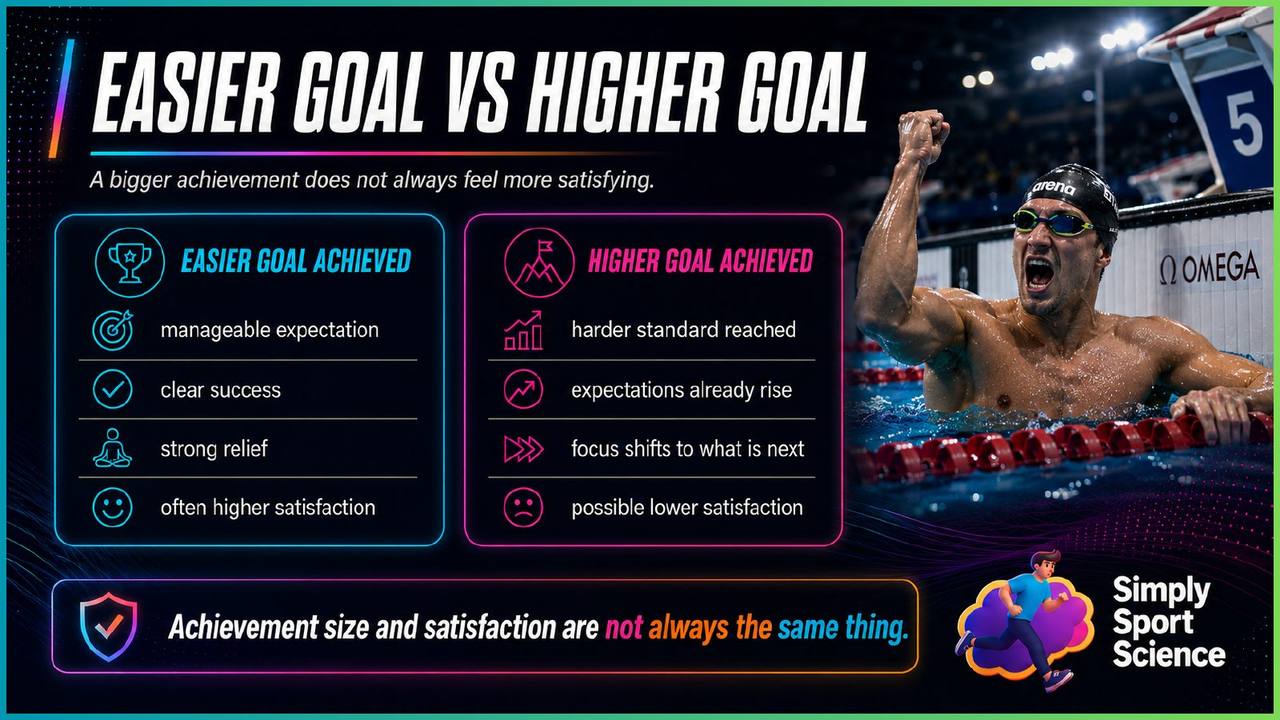 EASIER GOAL VS HIGHER GOAL
A bigger achievement does not always feel more satisfying.
EASIER GOAL ACHIEVED
manageable expectation
clear success
strong relief
often higher satisfaction
HIGHER GOAL ACHIEVED
harder standard reached
expectations already rise
focus shifts to what is next
possible lower satisfaction
5
arena
Ω OMEGA
Achievement size and satisfaction are not always the same thing.
Simply
Sport
Science